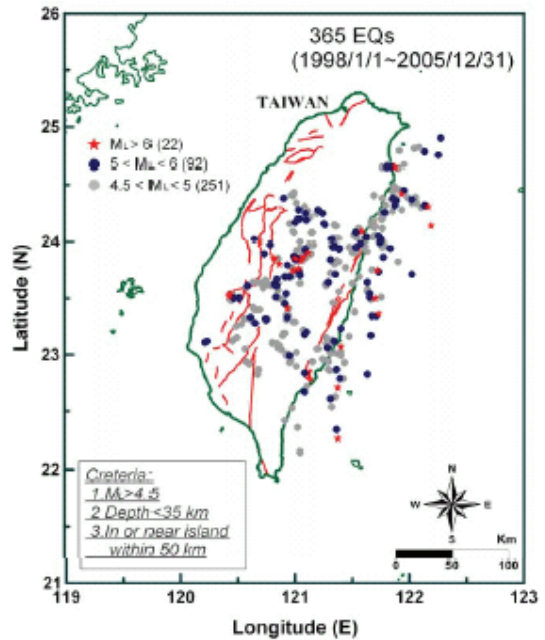 365 EQs
(1998/1/1~2005/12/31)
TAIWAN
ML> 6 (22)
5 < ML < 6 (92)
4.5 < ML < 5 (251)
26
25
24
23
22
21
Latitude (N)
Creteria:
1.ML>4.5
2.Depth<35 km
3.In or near island
within 50 km
N
W E
S
Km
0 50 100
119 120 121 122 123
Longitude (E)